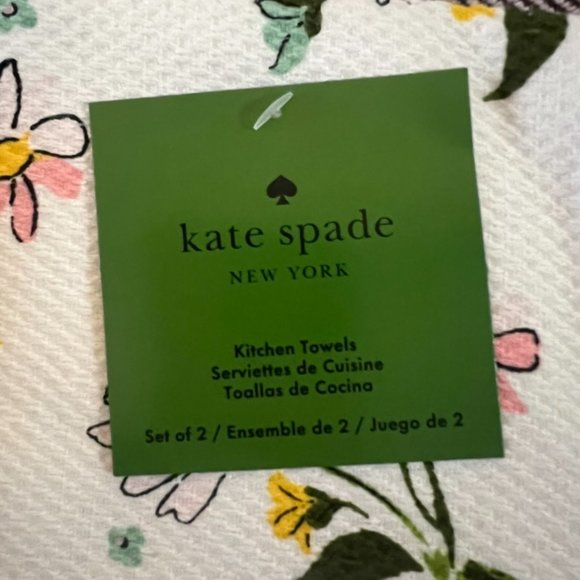 kate spade
NEW YORK
Kitchen Towels
Serviettes de Cuisine
Toallas de Cocina
Set of 2 / Ensemble de 2 / Juego de 2